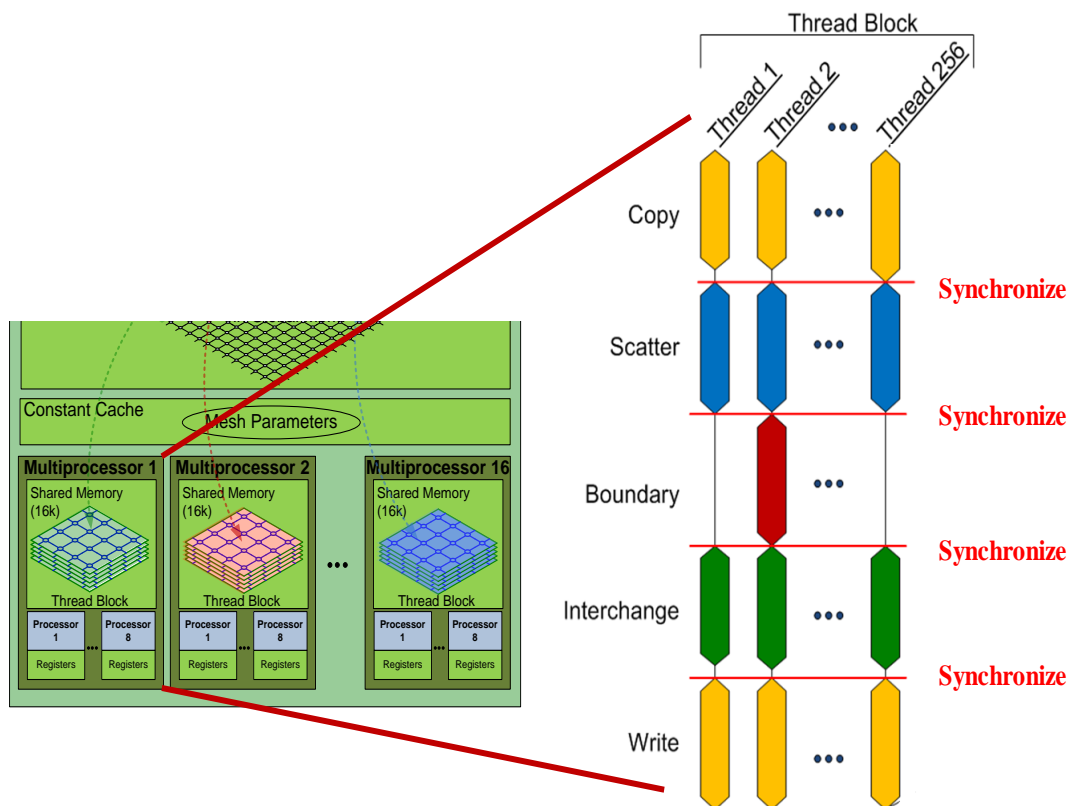 Thread Block
Thread 1
Thread 2
Thread 256
Copy
Synchronize
Scatter
Synchronize
Boundary
Synchronize
Interchange
Synchronize
Write
Constant Cache
Mesh Parameters
Multiprocessor 1
Multiprocessor 2
Multiprocessor 16
Shared Memory
(16k)
Shared Memory
(16k)
Shared Memory
(16k)
Thread Block
Thread Block
Thread Block
Processor
1
Processor
8
Processor
1
Processor
8
Processor
1
Processor
8
Registers
Registers
Registers
Registers
Registers
Registers